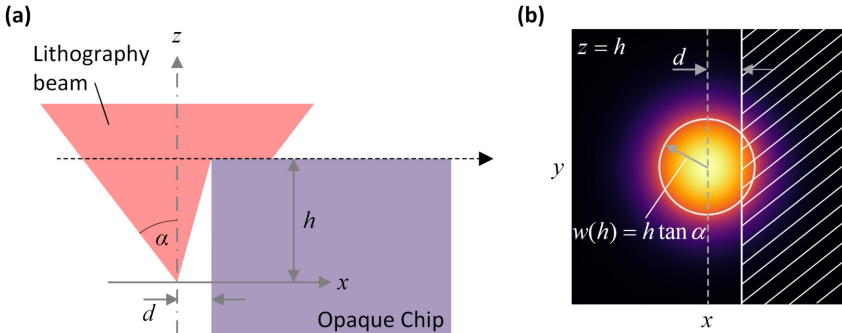 (a)
z
Lithography
beam
α
h
x
d
Opaque Chip
(b)
z = h
d
y
w(h) = h tan α
x